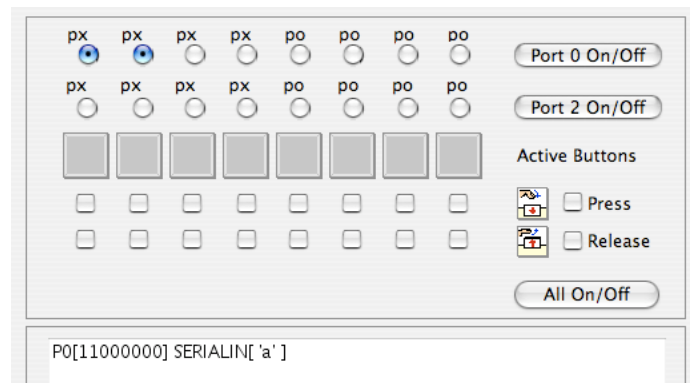 px px px px po po po po
Port 0 On/Off
px px px px po po po po
Port 2 On/Off
Active Buttons
Press
Release
All On/Off
P0[11000000] SERIALIN[ 'a' ]